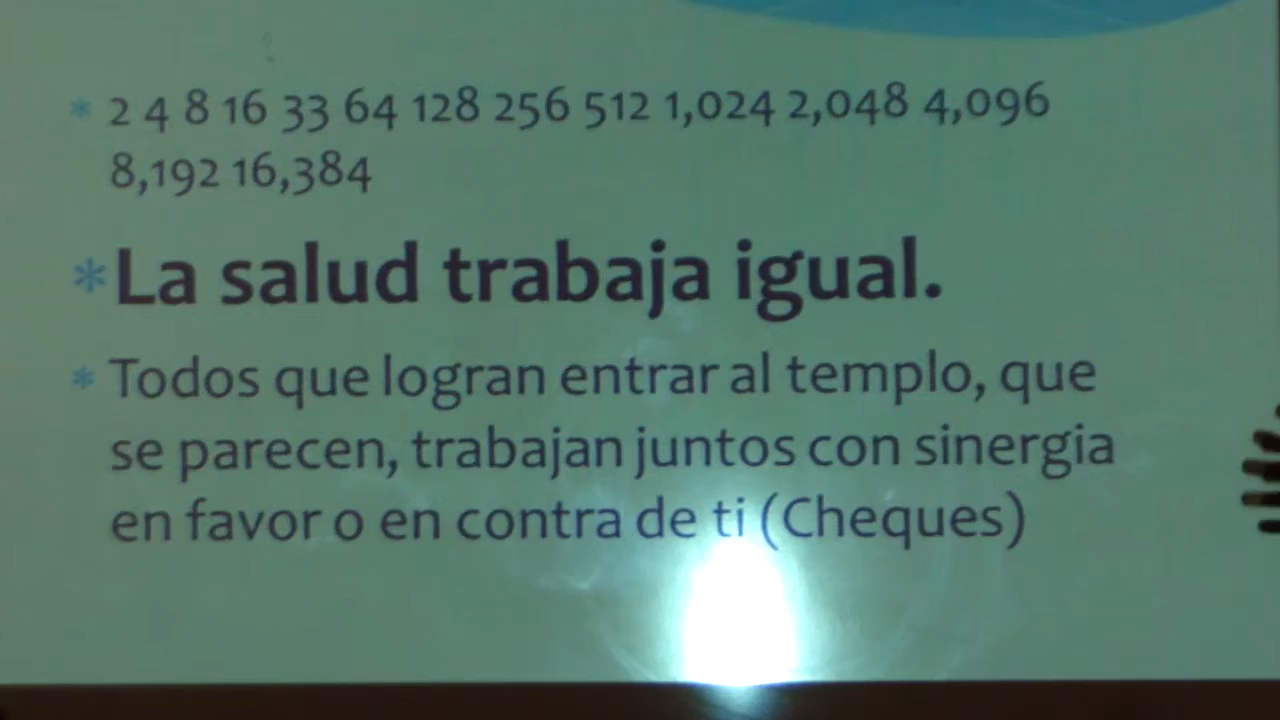 * 2 4 8 16 33 64 128 256 512 1,024 2,048 4,096
8,192 16,384
* La salud trabaja igual.
* Todos que logran entrar al templo, que
se parecen, trabajan juntos con sinergia
en favor o en contra de ti (Cheques)